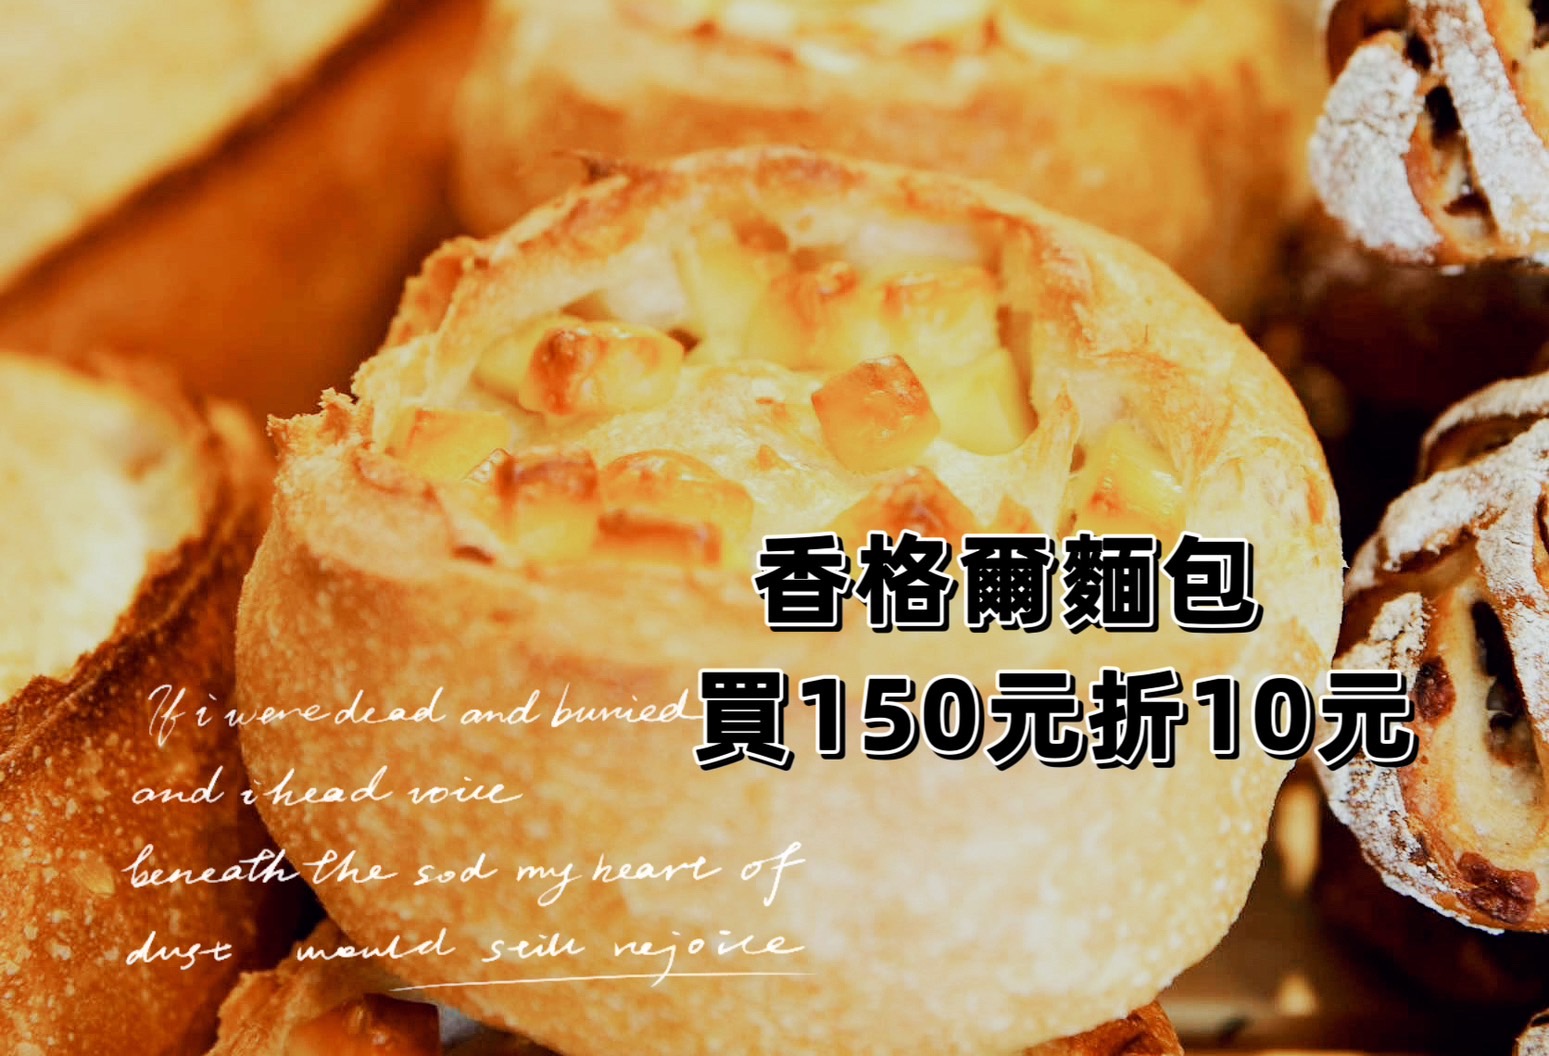 香格爾麵包
買150元折10元
If i were dead and buried
and i head voice
beneath the sod my heart of
dust would still rejoice